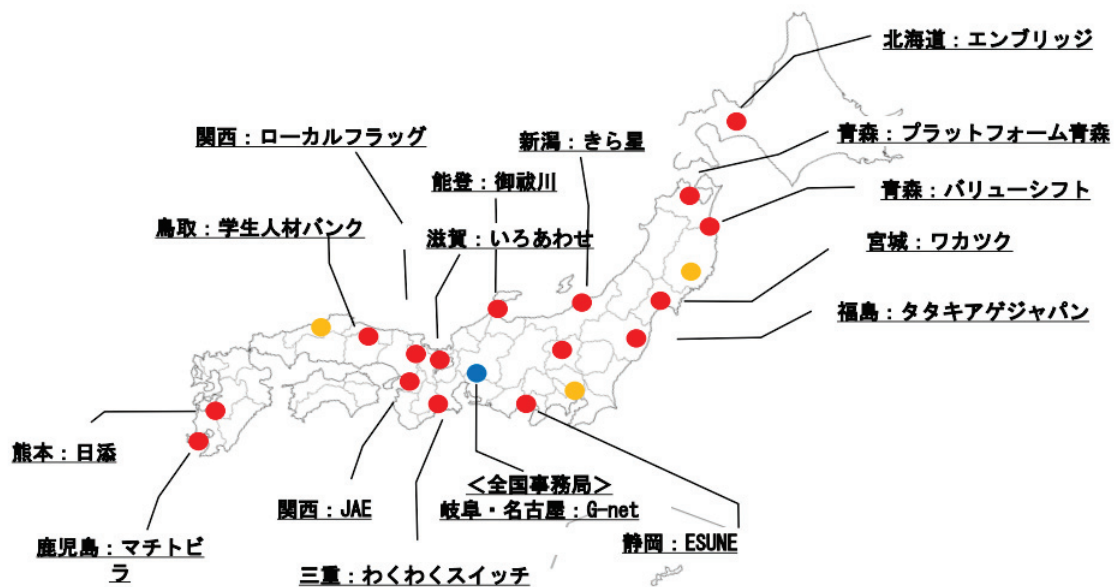 北海道：エンブリッジ
関西：ローカルフラッグ
新潟：きら星
青森：プラットフォーム青森
能登：御祓川
青森：バリューシフト
鳥取：学生人材バンク
滋賀：いろあわせ
宮城：ワカツク
福島：タタキアゲジャパン
熊本：日添
＜全国事務局＞
岐阜・名古屋：G-net
関西：JAE
静岡：ESUNE
鹿児島：マチトビ
ラ
三重：わくわくスイッチ